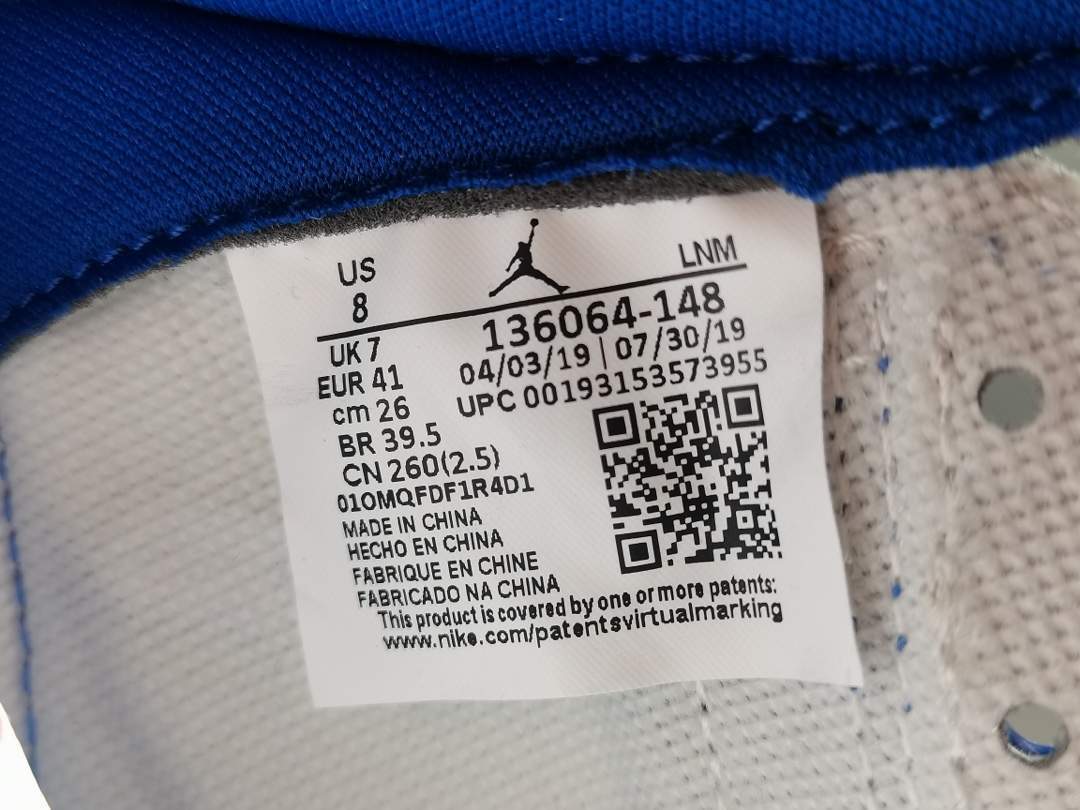 US
8
LNM
UK 7
EUR 41
cm 26
BR 39.5
CN 260(2.5)
136064-148
04/03/19 | 07/30/19
UPC 00193153573955
01OMQFDF1R4D1
MADE IN CHINA
HECHO EN CHINA
FABRIQUE EN CHINE
FABRICADO NA CHINA
This product is covered by one or more patents:
www.nike.com/patentsvirtualmarking